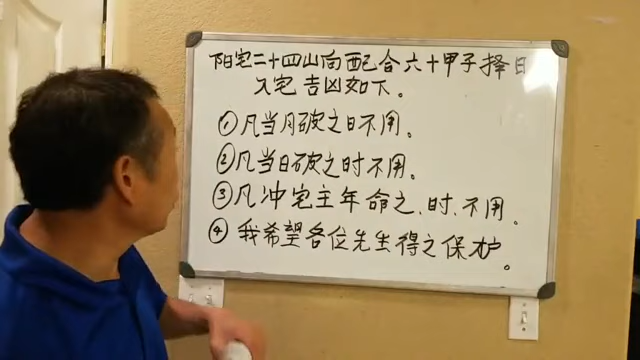 阳宅二十四山向配合六十甲子择日
入宅吉凶如下。
①凡当月破之日不用。
②凡当日破之时不用。
③凡冲宅主年命之、时、不用。
④我希望各位先生得之保护。